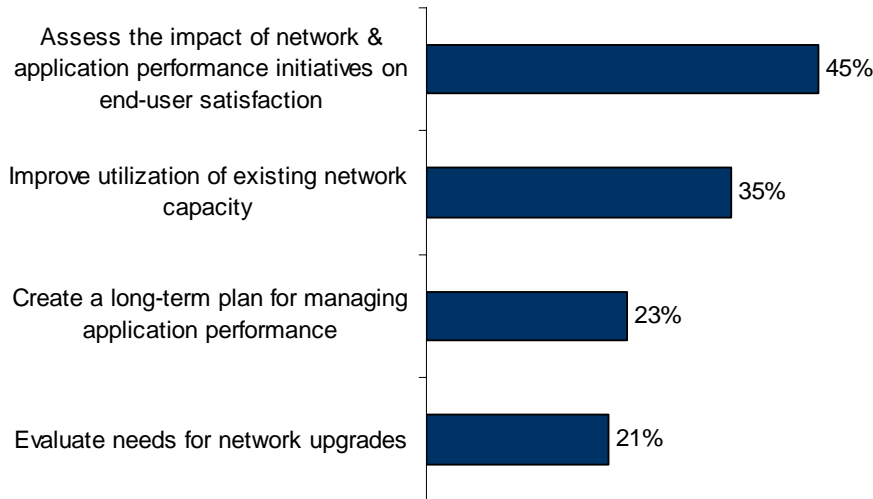 Assess the impact of network &
application performance initiatives on
end-user satisfaction
45%
Improve utilization of existing network
capacity
35%
Create a long-term plan for managing
application performance
23%
Evaluate needs for network upgrades
21%